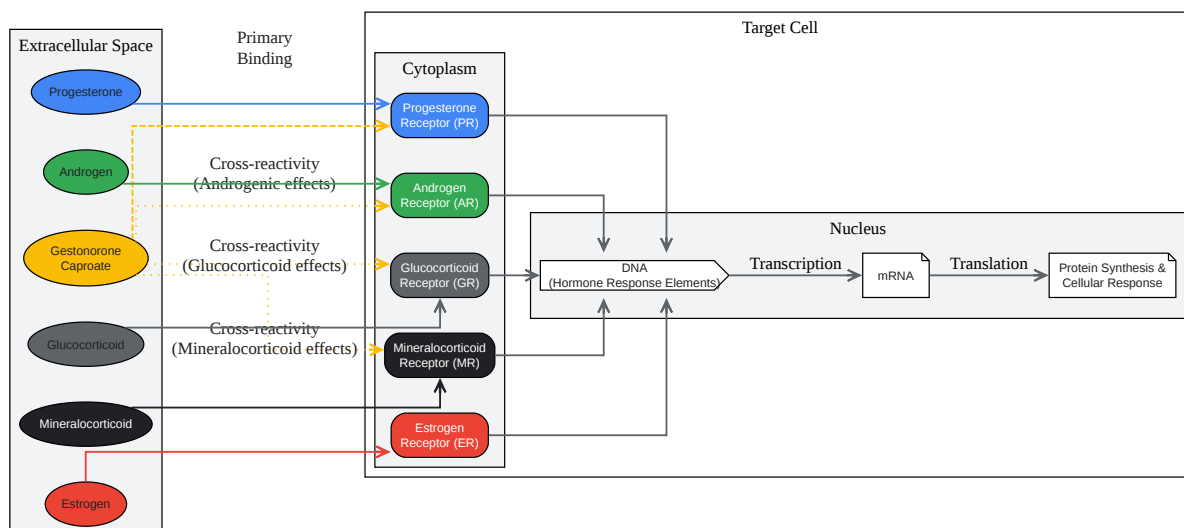 Target Cell
Extracellular Space
Primary
Binding
Cytoplasm
Progesterone
Progesterone
Receptor (PR)
Androgen
Cross-reactivity
(Androgenic effects)
Androgen
Receptor (AR)
Nucleus
Gestonorone
Caproate
Cross-reactivity
(Glucocorticoid effects)
Glucocorticoid
Receptor (GR)
DNA
(Hormone Response Elements)
Transcription
mRNA
Translation
Protein Synthesis &
Cellular Response
Glucocorticoid
Cross-reactivity
(Mineralocorticoid effects)
Mineralocorticoid
Receptor (MR)
Mineralocorticoid
Estrogen
Receptor (ER)
Estrogen